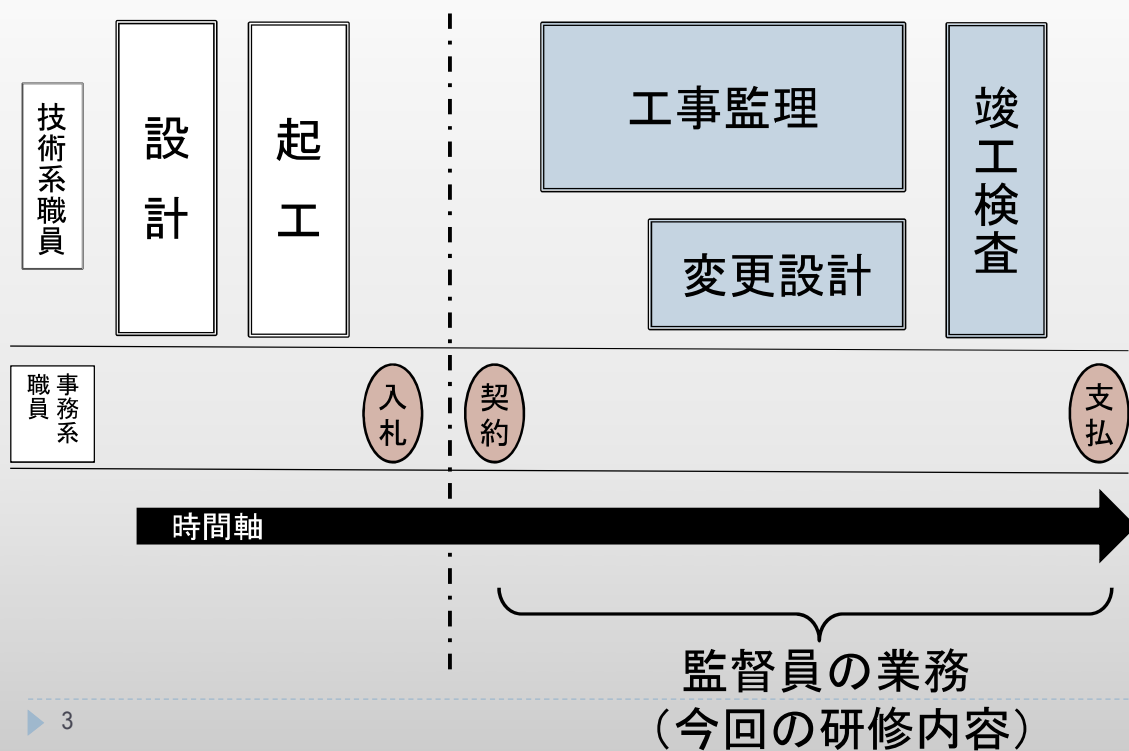 技術系職員
設計
起工
工事監理
変更設計
竣工検査
事務系
職員
入札
契約
支払
時間軸
監督員の業務
（今回の研修内容）
3